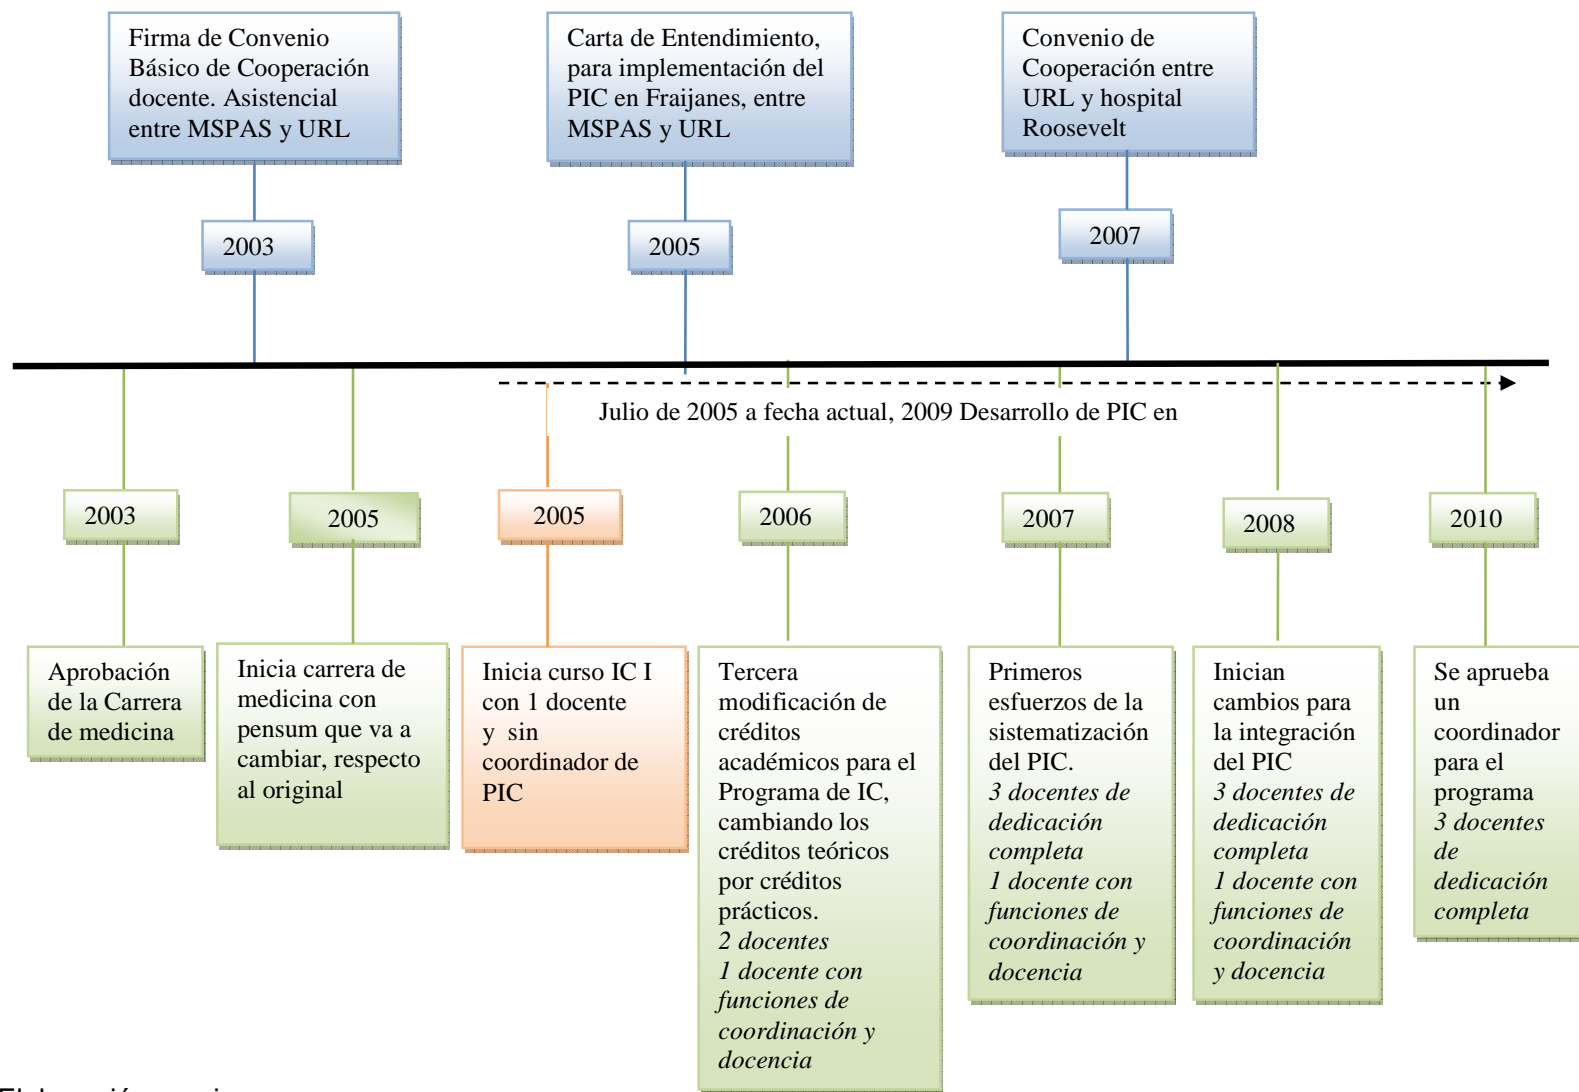 Firma de Convenio
Básico de Cooperación
docente. Asistencial
entre MSPAS y URL
Carta de Entendimiento,
para implementación del
PIC en Fraijanes, entre
MSPAS y URL
Convenio de
Cooperación entre
URL y hospital
Roosevelt
2003
2005
2007
Julio de 2005 a fecha actual, 2009 Desarrollo de PIC en
2003
2005
2005
2006
2007
2008
2010
Aprobación
de la Carrera
de medicina
Inicia carrera de
medicina con
pensum que va a
cambiar, respecto
al original
Inicia curso IC I
con 1 docente
y sin
coordinador de
PIC
Tercera
modificación de
créditos
académicos para el
Programa de IC,
cambiando los
créditos teóricos
por créditos
prácticos.
2 docentes
1 docente con
funciones de
coordinación y
docencia
Primeros
esfuerzos de la
sistematización
del PIC.
3 docentes de
dedicación
completa
1 docente con
funciones de
coordinación y
docencia
Inician
cambios para
la integración
del PIC
3 docentes de
dedicación
completa
1 docente con
funciones de
coordinación
y docencia
Se aprueba
un
coordinador
para el
programa
3 docentes
de
dedicación
completa